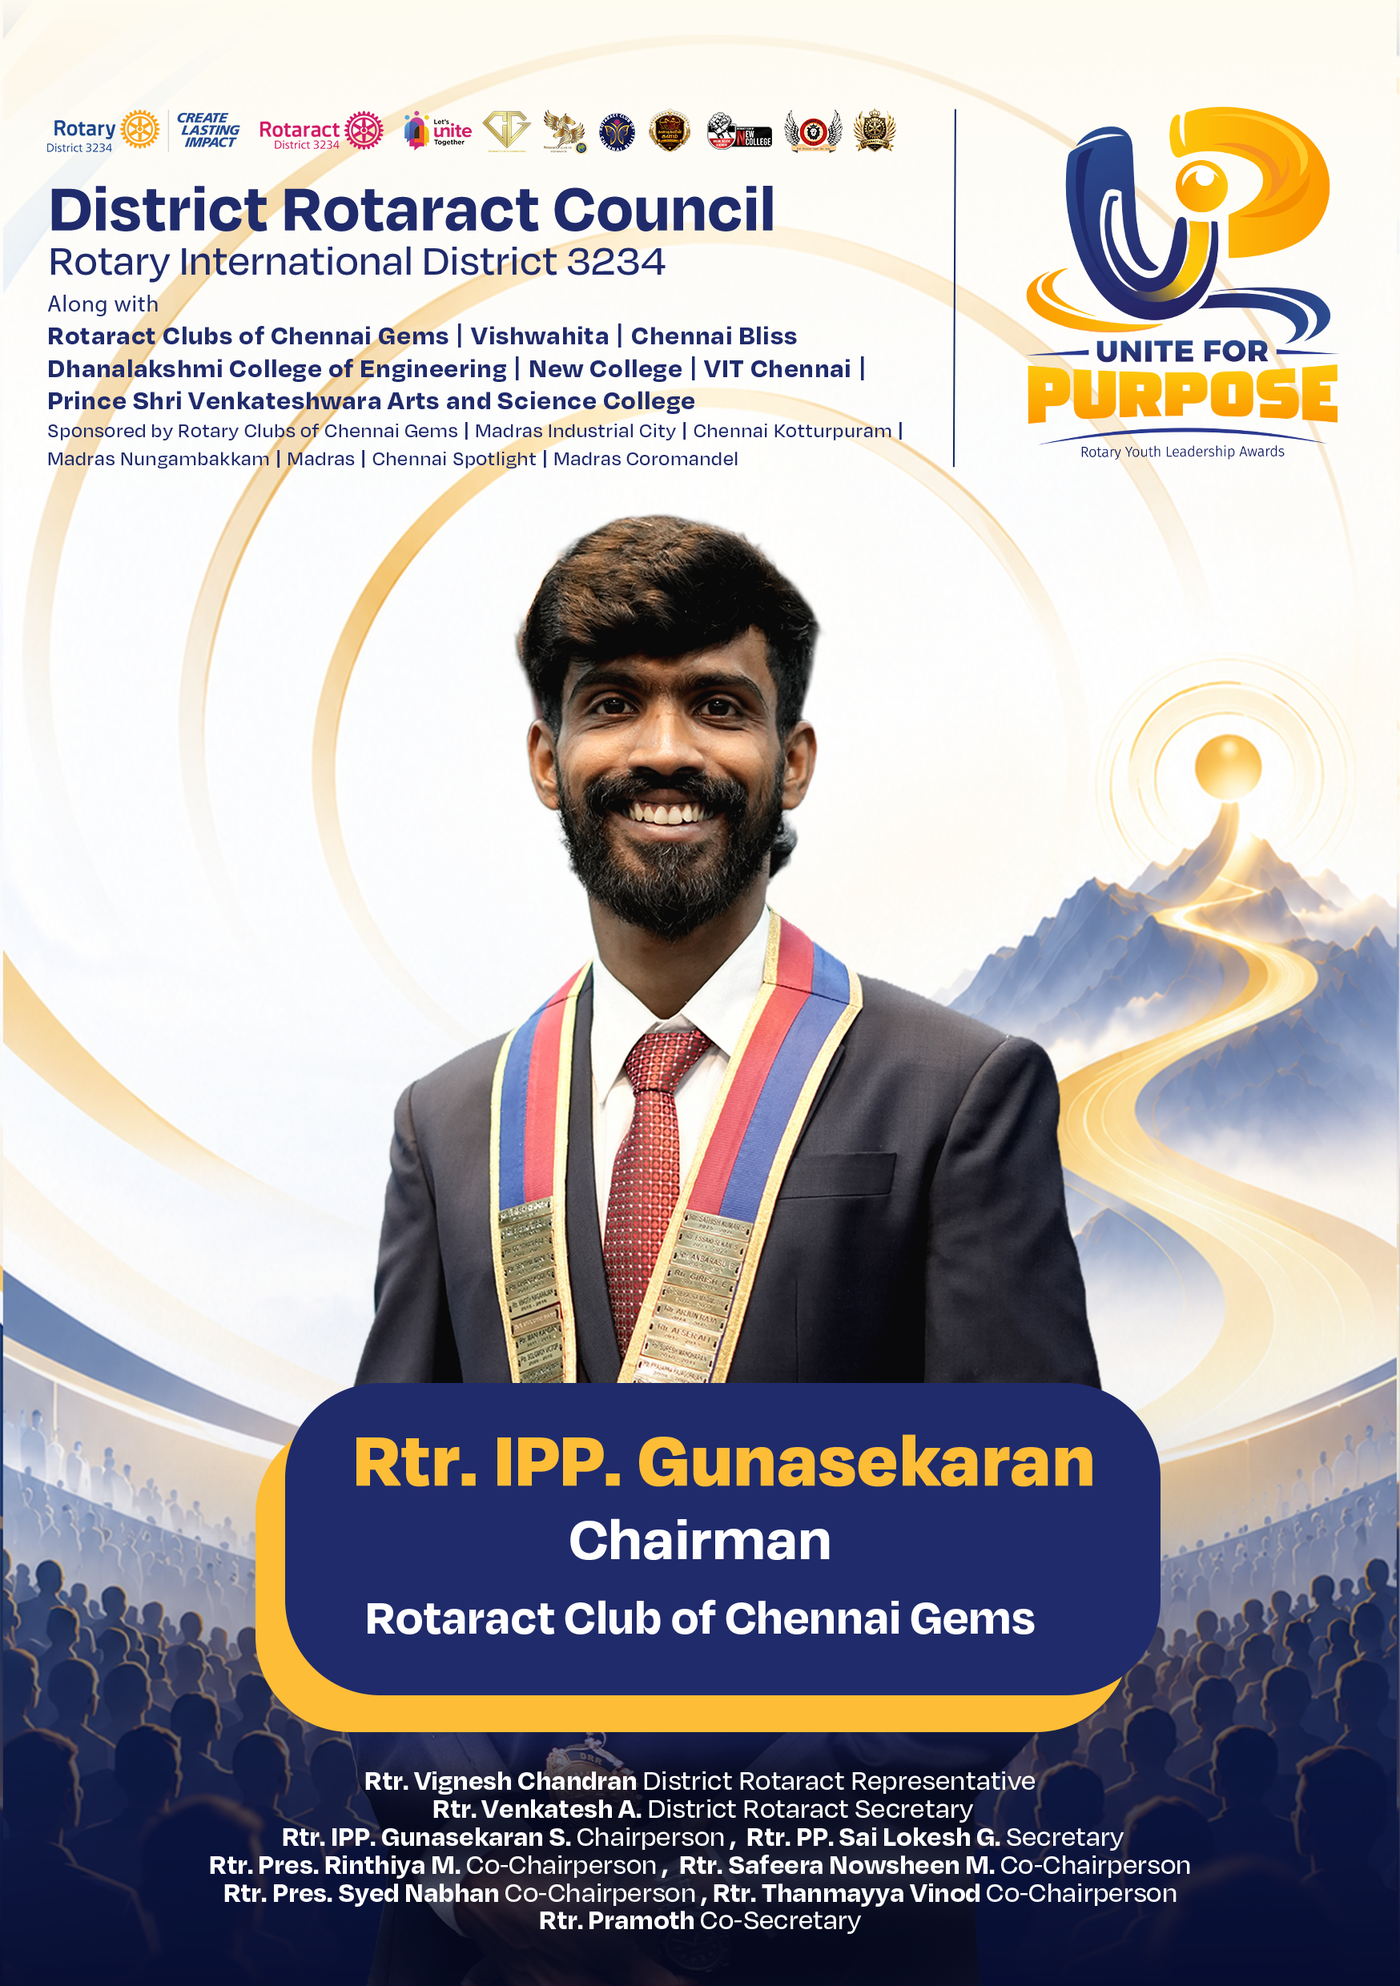 Rotary
District 3234
CREATE
LASTING
IMPACT
Rotaract
District 3234
Let's
unite
Together
NEW
COLLEGE
District Rotaract Council
Rotary International District 3234
Along with
Rotaract Clubs of Chennai Gems | Vishwahita | Chennai Bliss
Dhanalakshmi College of Engineering | New College | VIT Chennai |
Prince Shri Venkateshwara Arts and Science College
Sponsored by Rotary Clubs of Chennai Gems | Madras Industrial City | Chennai Kotturpuram |
Madras Nungambakkam | Madras | Chennai Spotlight | Madras Coromandel
UP
UNITE FOR
PURPOSE
Rotary Youth Leadership Awards
Rtr. IPP. Gunasekaran
Chairman
Rotaract Club of Chennai Gems
DRR
Rtr. Vignesh Chandran District Rotaract Representative
Rtr. Venkatesh A. District Rotaract Secretary
Rtr. IPP. Gunasekaran S. Chairperson , Rtr. PP. Sai Lokesh G. Secretary
Rtr. Pres. Rinthiya M. Co-Chairperson , Rtr. Safeera Nowsheen M. Co-Chairperson
Rtr. Pres. Syed Nabhan Co-Chairperson , Rtr. Thanmayya Vinod Co-Chairperson
Rtr. Pramoth Co-Secretary